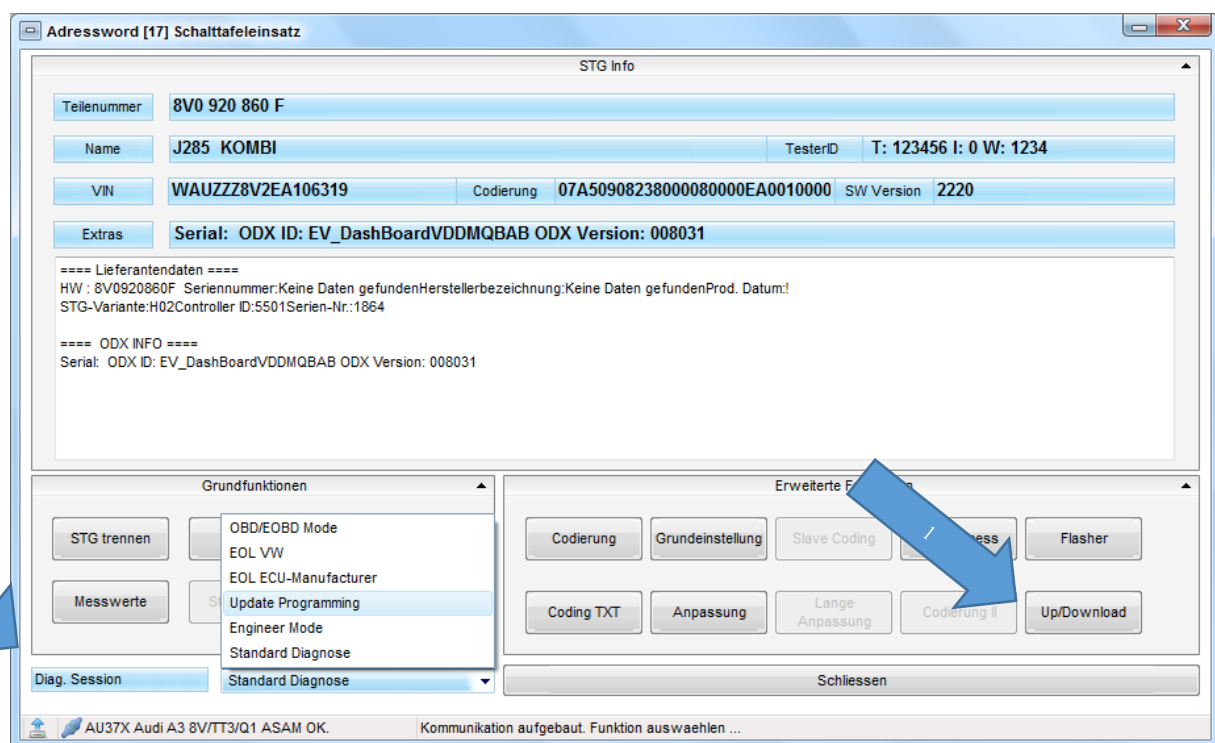 Adressword [17] Schalttafeleinsatz
STG Info
Teilenummer 8V0 920 860 F
Name J285 KOMBI TesterID T: 123456 I: 0 W: 1234
VIN WAUZZZ8V2EA106319 Codierung 07A50908238000080000EA0010000 SW Version 2220
Extras Serial: ODX ID: EV_DashBoardVDDMQBAB ODX Version: 008031
==== Lieferantendaten ====
HW : 8V0920860F Seriennummer:Keine Daten gefundenHerstellerbezeichnung:Keine Daten gefundenProd. Datum:!
STG-Variante:H02Controller ID:5501Serien-Nr.:1864
==== ODX INFO ====
Serial: ODX ID: EV_DashBoardVDDMQBAB ODX Version: 008031
Grundfunktionen
STG trennen
Messwerte
OBD/EOBD Mode
EOL VW
EOL ECU-Manufacturer
Update Programming
Engineer Mode
Standard Diagnose
Diag. Session Standard Diagnose
Erweiterte
Codierung Grundeinstellung Slave Coding Flasher
1
Coding TXT Anpassung Lange Anpassung Codierung II Up/Download
Schliessen
AU37X Audi A3 8V/TT3/Q1 ASAM OK. Kommunikation aufgebaut. Funktion auswaehlen ...